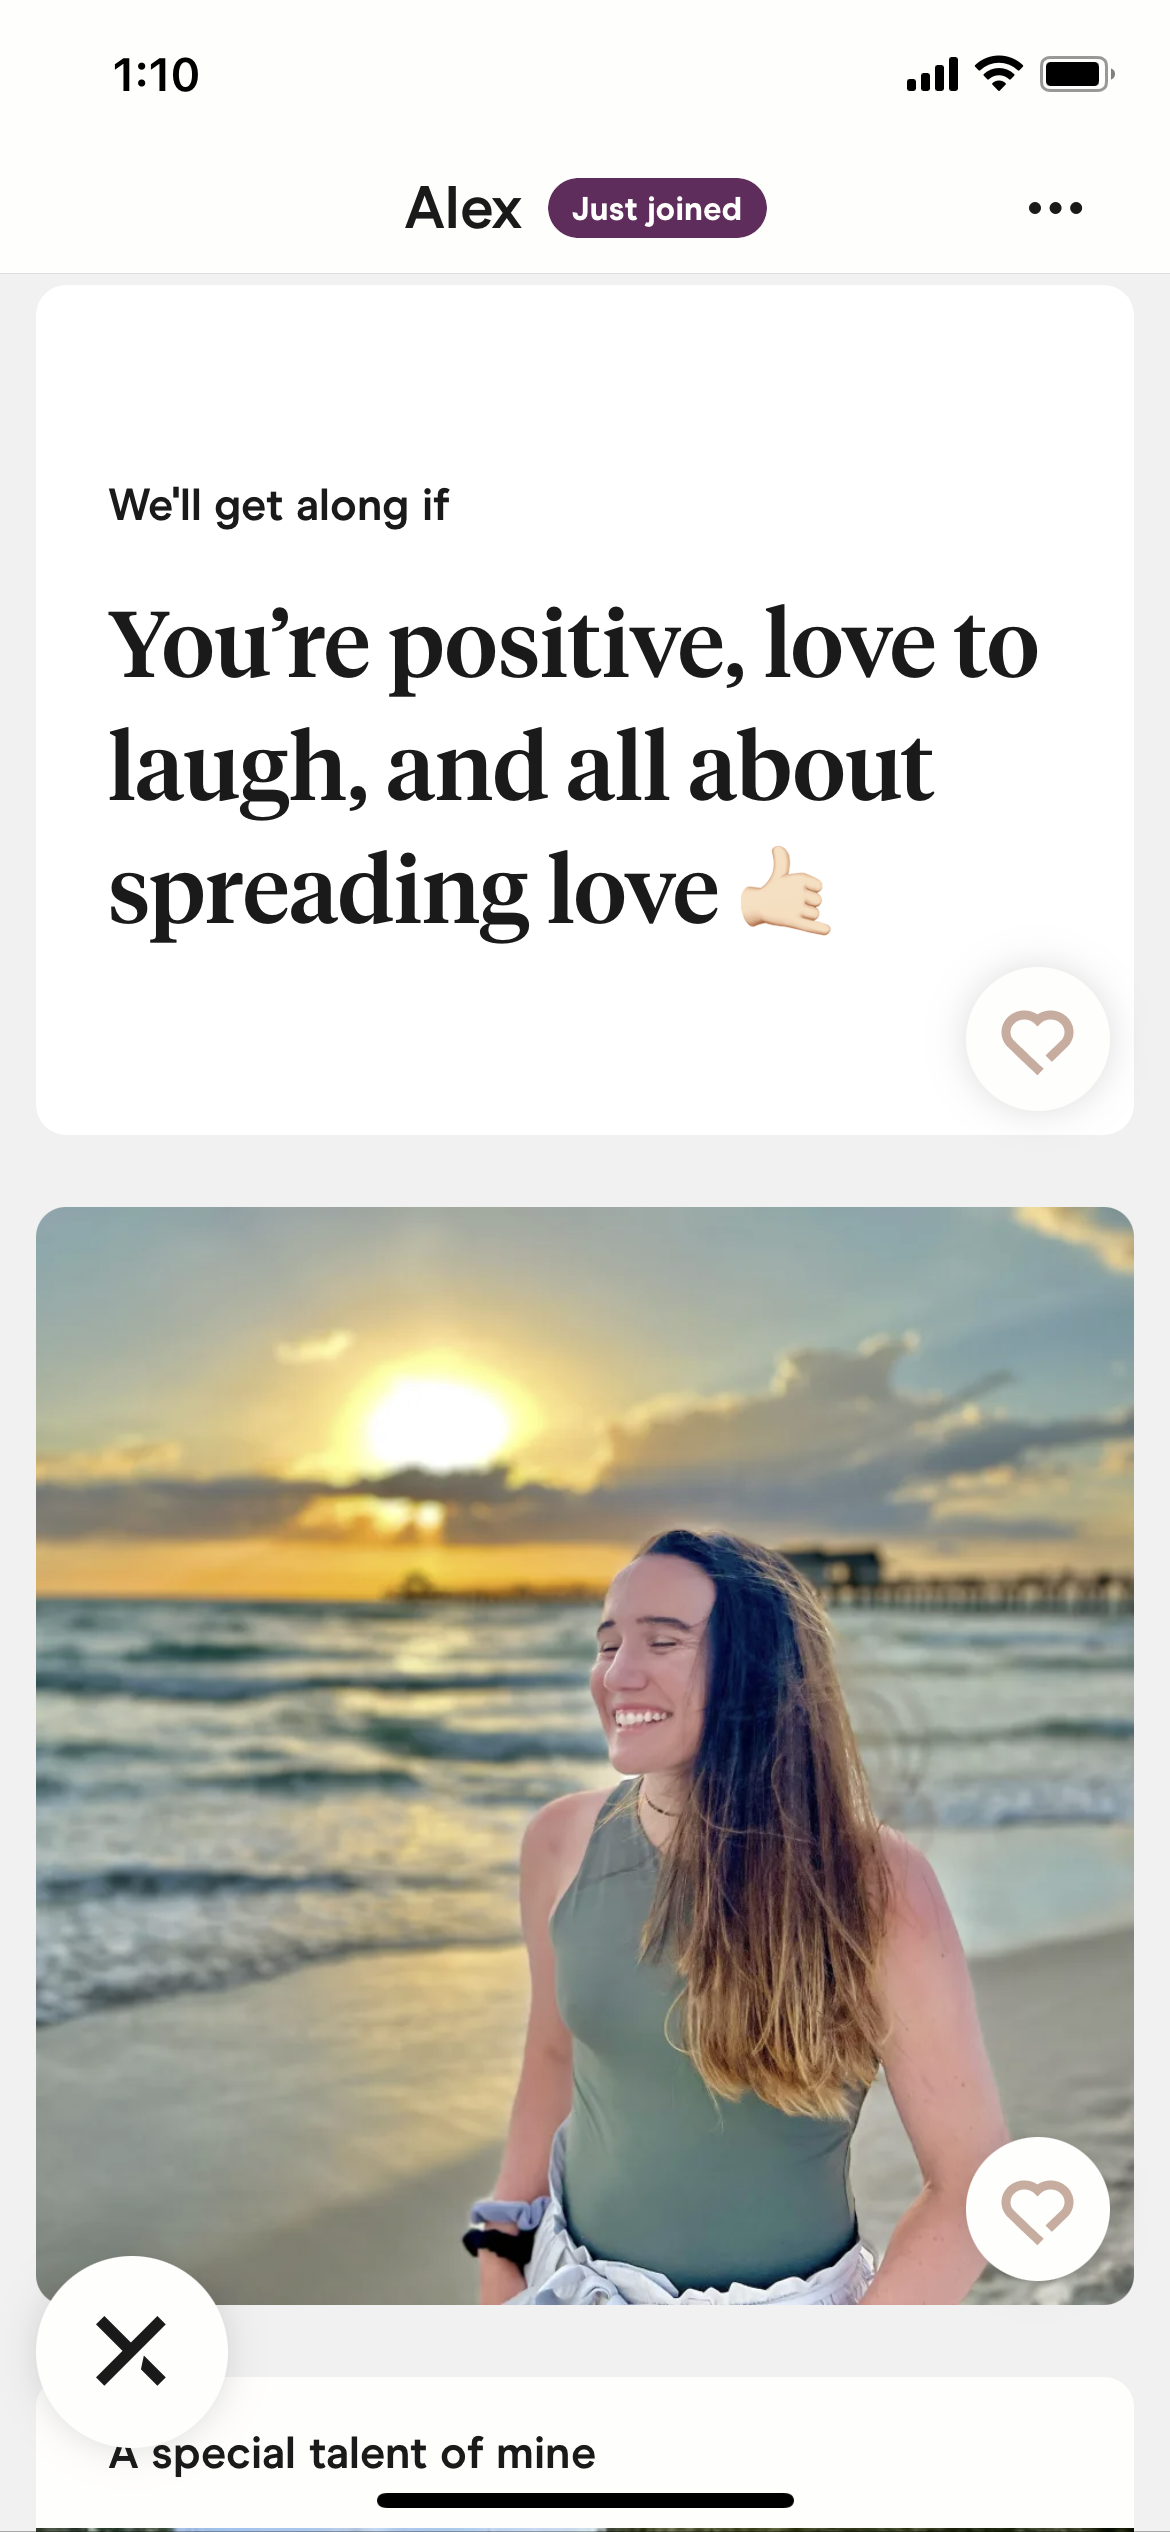 1:10
Alex Just joined
We'll get along if
You’re positive, love to
laugh, and all about
spreading love 🤙🏻
A special talent of mine